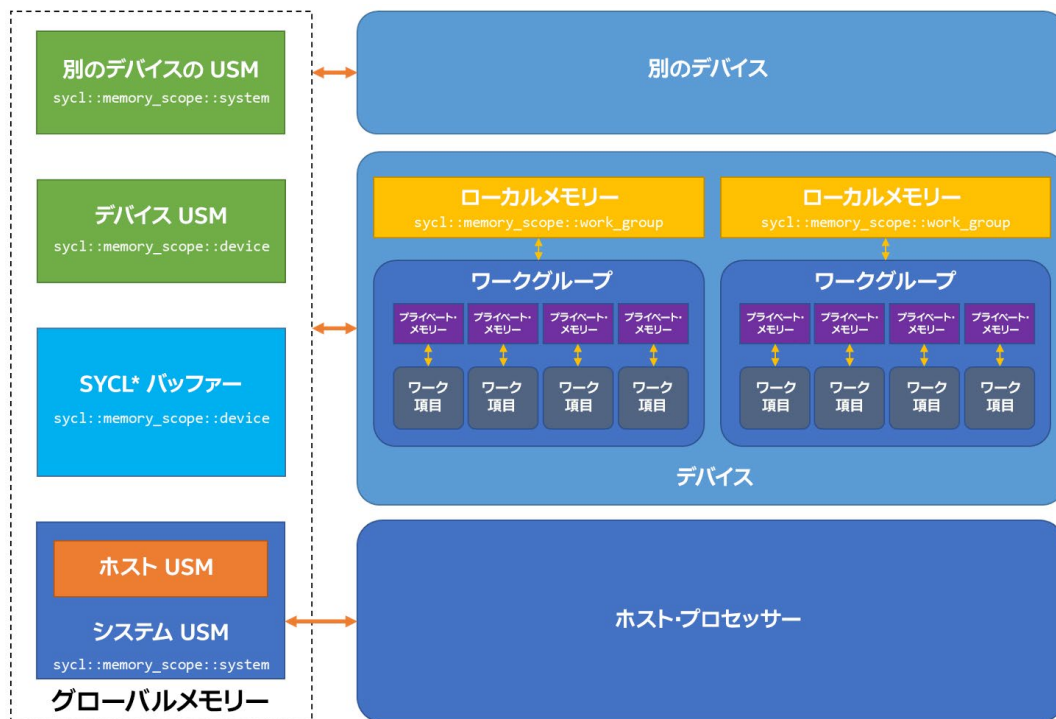 別のデバイスの USM
sycl::memory_scope::system
デバイス USM
sycl::memory_scope::device
SYCL* バッファー
sycl::memory_scope::device
ホスト USM
システム USM
sycl::memory_scope::system
グローバルメモリー
別のデバイス
ローカルメモリー
sycl::memory_scope::work_group
ワークグループ
プライベート・
メモリー
プライベート・
メモリー
プライベート・
メモリー
プライベート・
メモリー
ワーク
項目
ワーク
項目
ワーク
項目
ワーク
項目
ローカルメモリー
sycl::memory_scope::work_group
ワークグループ
プライベート・
メモリー
プライベート・
メモリー
プライベート・
メモリー
プライベート・
メモリー
ワーク
項目
ワーク
項目
ワーク
項目
ワーク
項目
デバイス
ホスト・プロセッサー